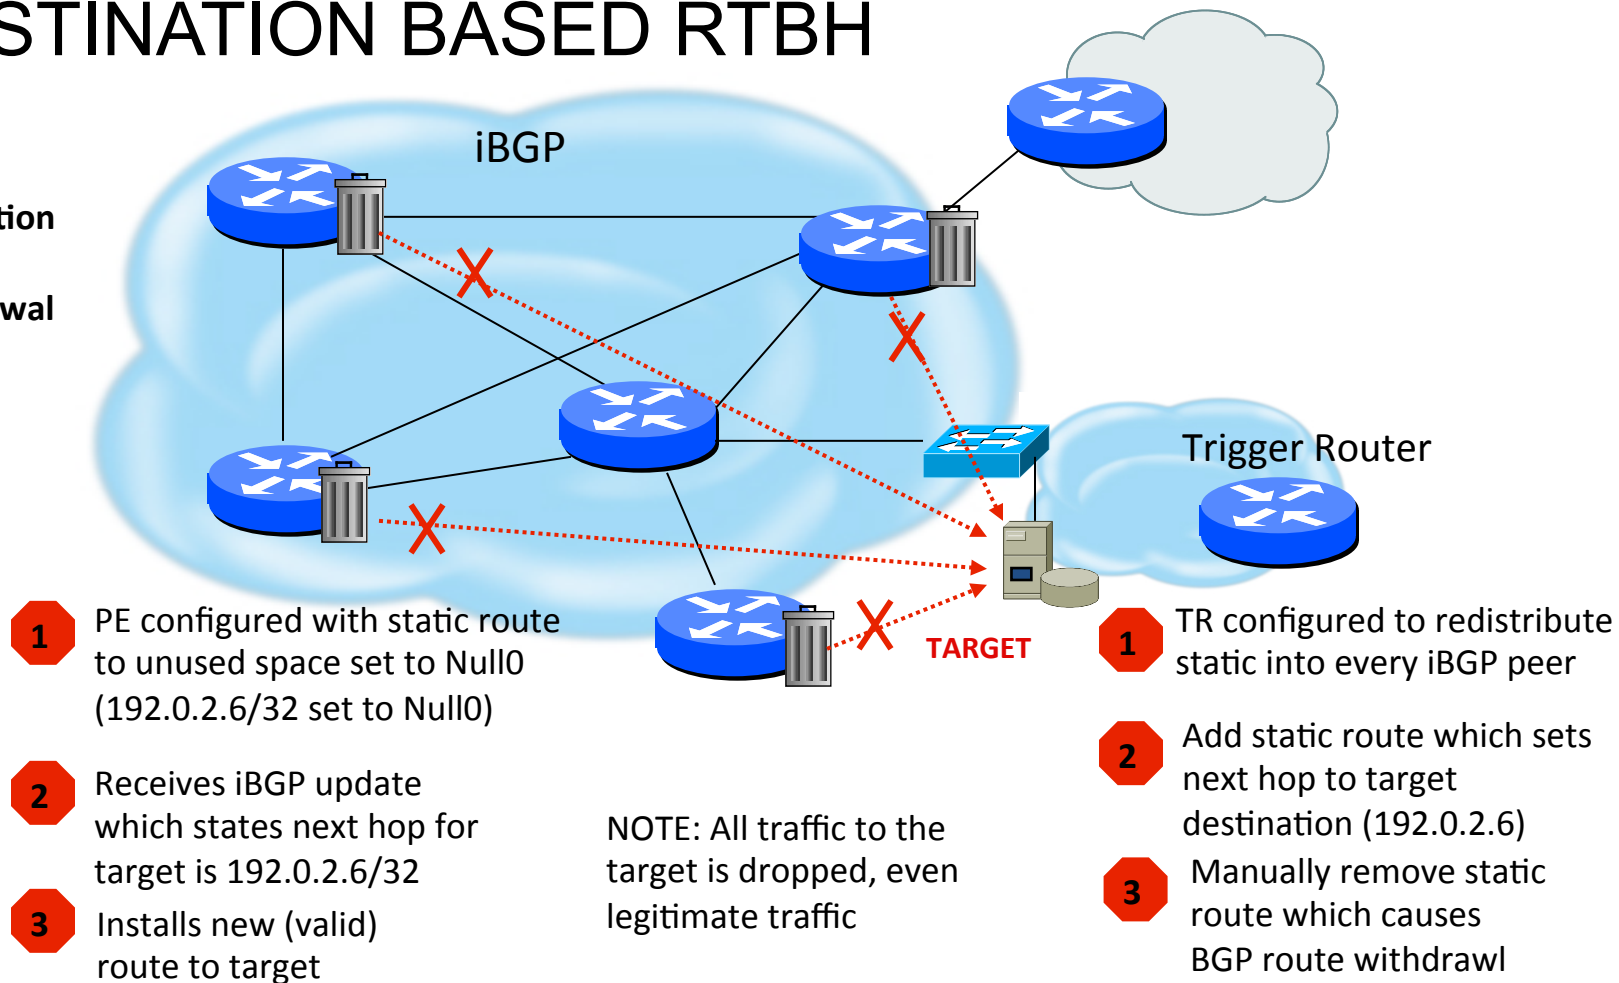 STINATION BASED RTBH
iBGP
tion
wal
Trigger Router
TARGET
1
PE configured with static route
to unused space set to Null0
(192.0.2.6/32 set to Null0)
2
Receives iBGP update
which states next hop for
target is 192.0.2.6/32
3
Installs new (valid)
route to target
NOTE: All traffic to the
target is dropped, even
legitimate traffic
1
TR configured to redistribute
static into every iBGP peer
2
Add static route which sets
next hop to target
destination (192.0.2.6)
3
Manually remove static
route which causes
BGP route withdrawl